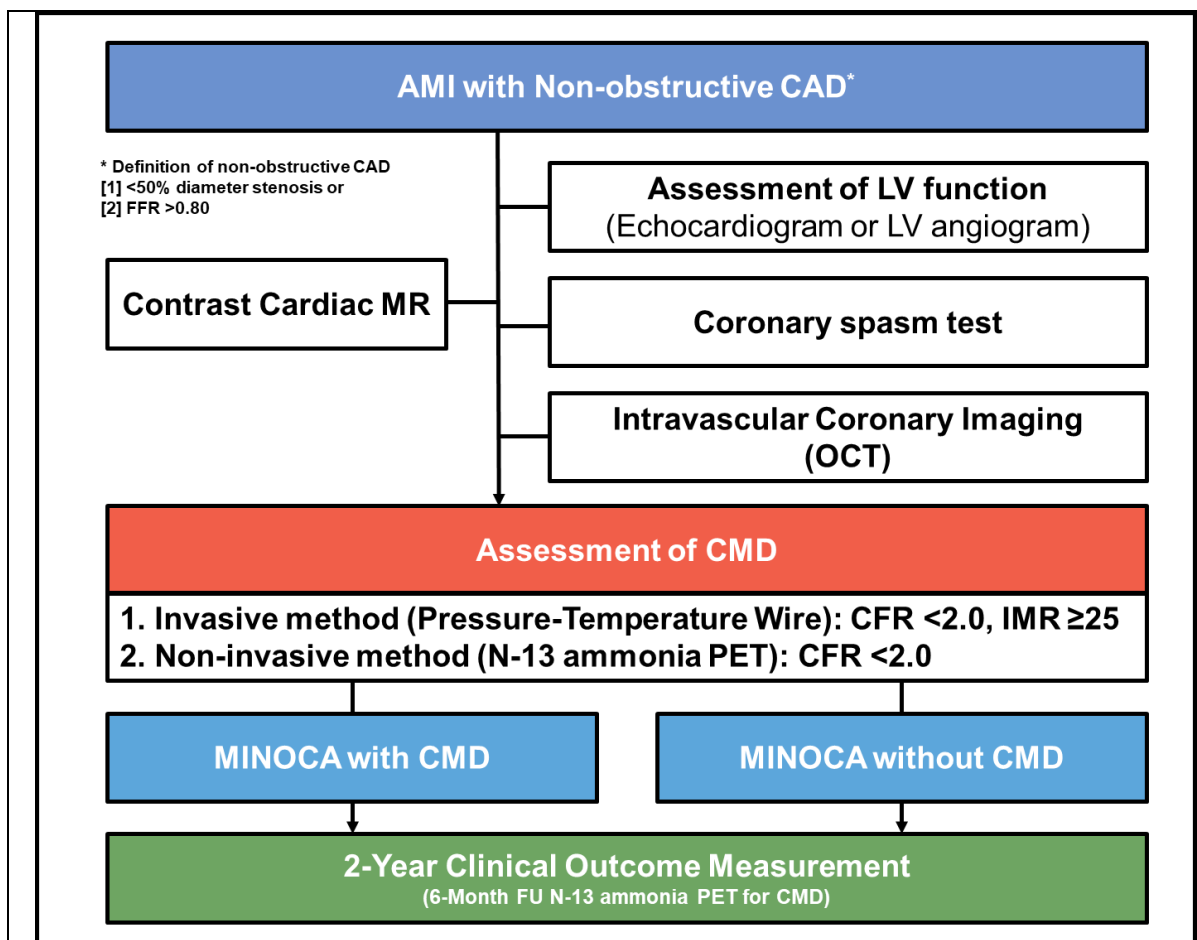 AMI with Non-obstructive CAD*
* Definition of non-obstructive CAD
[1] <50% diameter stenosis or
[2] FFR >0.80
Assessment of LV function
(Echocardiogram or LV angiogram)
Contrast Cardiac MR
Coronary spasm test
Intravascular Coronary Imaging
(OCT)
Assessment of CMD
1. Invasive method (Pressure-Temperature Wire): CFR <2.0, IMR ≥25
2. Non-invasive method (N-13 ammonia PET): CFR <2.0
MINOCA with CMD
MINOCA without CMD
2-Year Clinical Outcome Measurement
(6-Month FU N-13 ammonia PET for CMD)